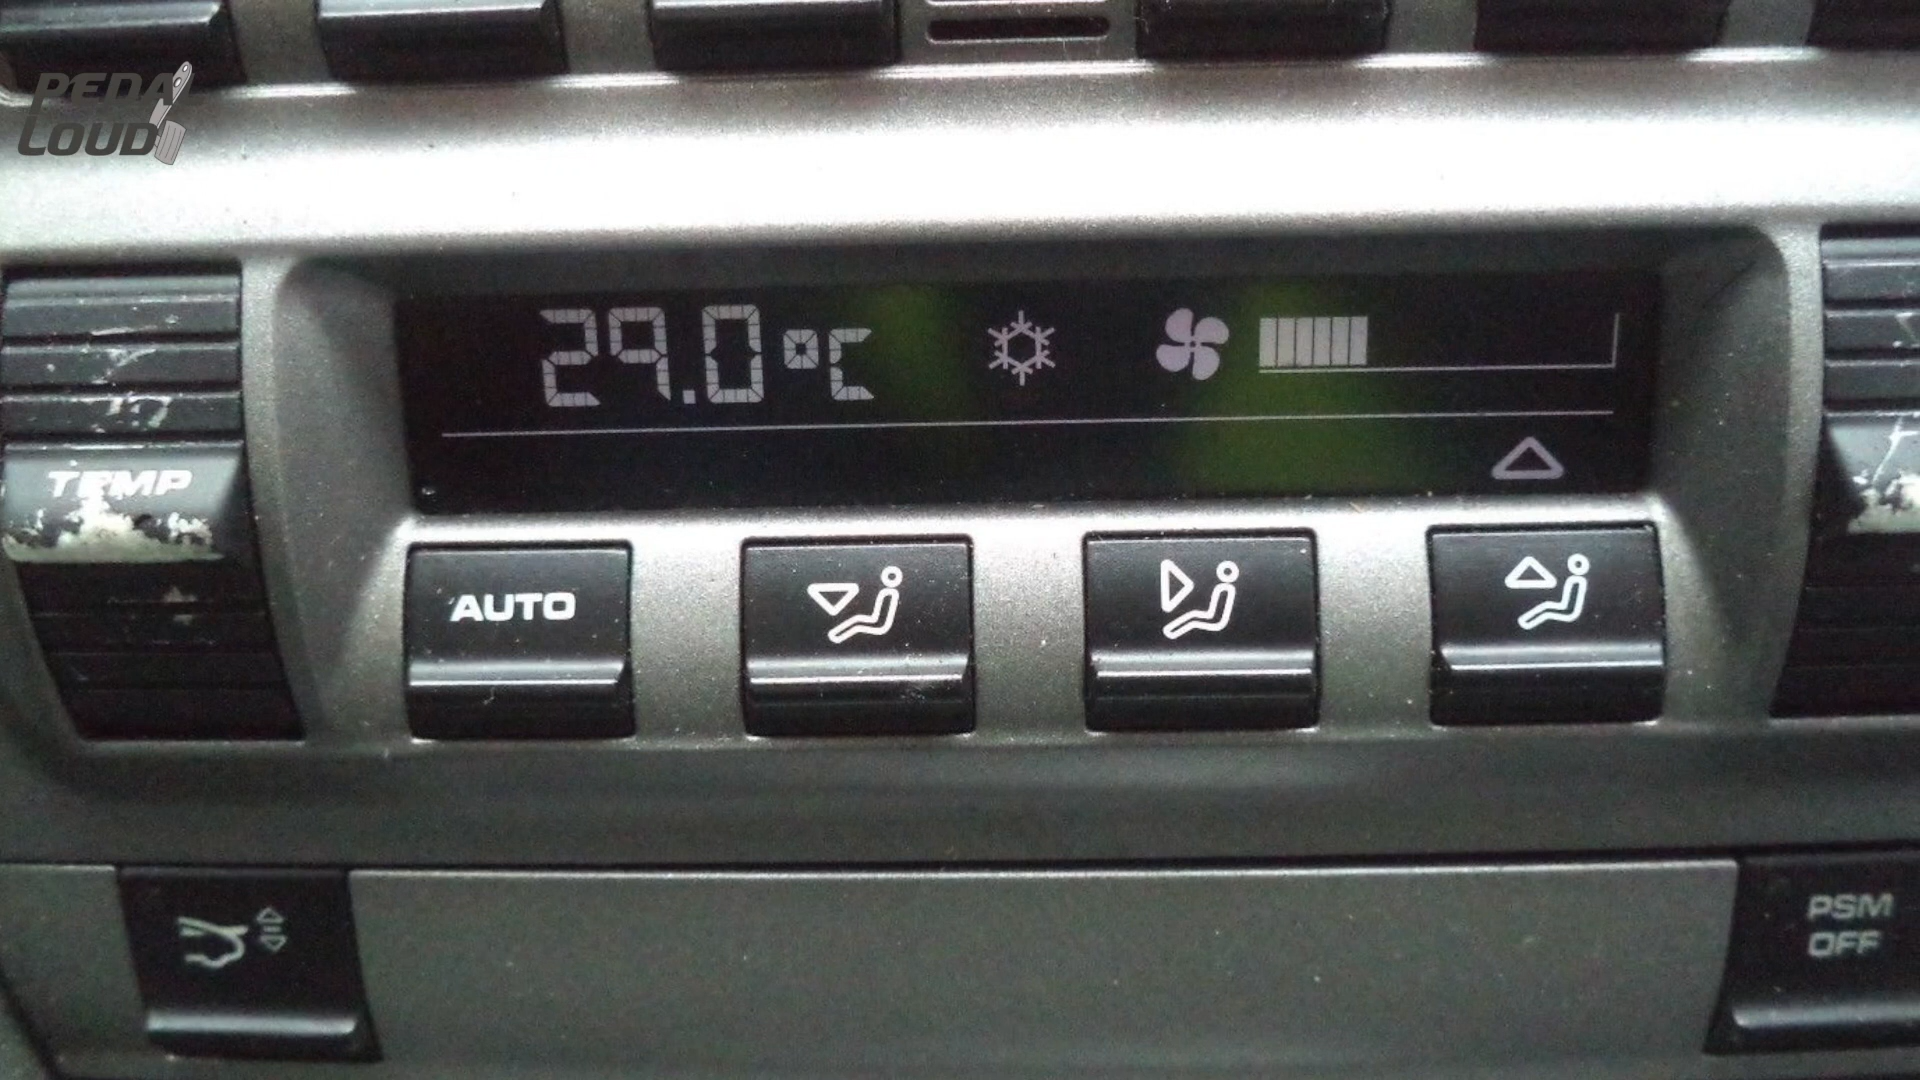 PEDAL
LOUD
29.0°C
TEMP
AUTO
PSM
OFF